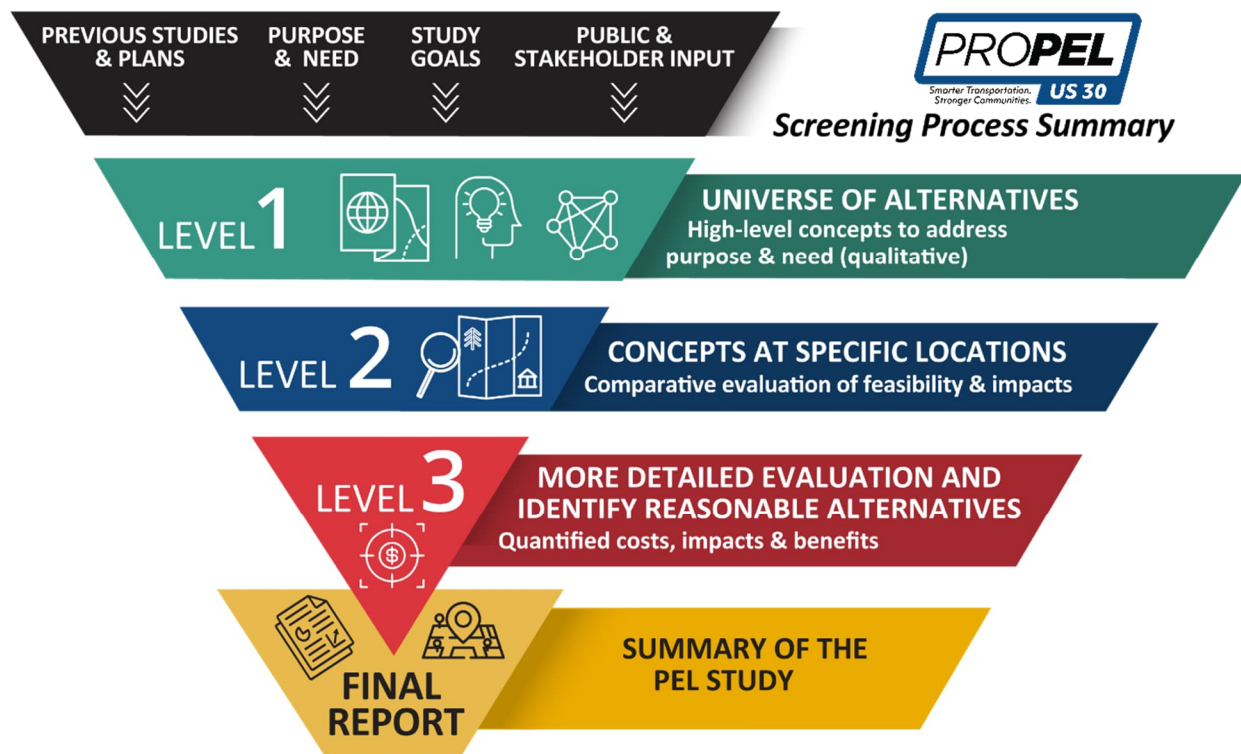 PREVIOUS STUDIES
& PLANS
PURPOSE
& NEED
STUDY
GOALS
PUBLIC &
STAKEHOLDER INPUT
PROPEL
Smarter Transportation.
Stronger Communities.
US 30
Screening Process Summary
LEVEL 1
UNIVERSE OF ALTERNATIVES
High-level concepts to address
purpose & need (qualitative)
LEVEL 2
CONCEPTS AT SPECIFIC LOCATIONS
Comparative evaluation of feasibility & impacts
LEVEL 3
$
MORE DETAILED EVALUATION AND
IDENTIFY REASONABLE ALTERNATIVES
Quantified costs, impacts & benefits
FINAL
REPORT
SUMMARY OF THE
PEL STUDY